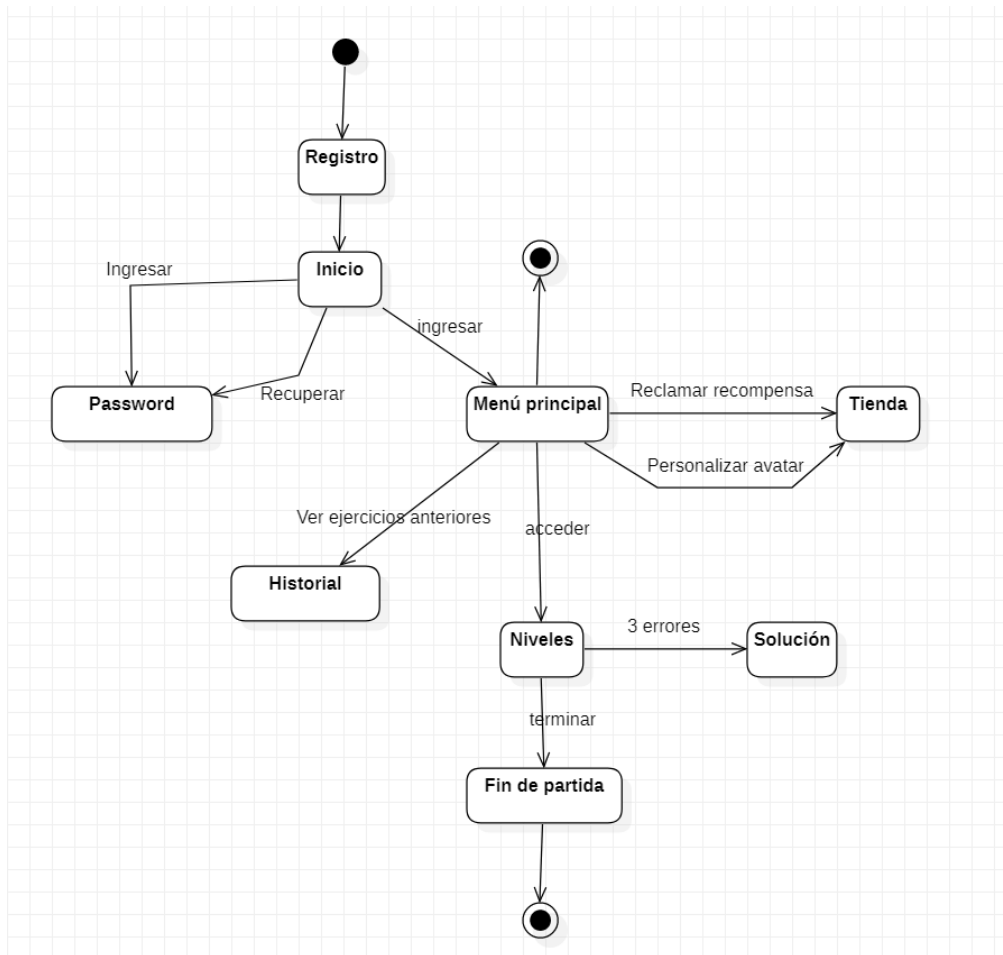 Registro
Inicio
Ingresar
ingresar
Recuperar
Password
Menú principal
Reclamar recompensa
Tienda
Personalizar avatar
Ver ejercicios anteriores
acceder
Historial
Niveles
3 errores
Solución
terminar
Fin de partida